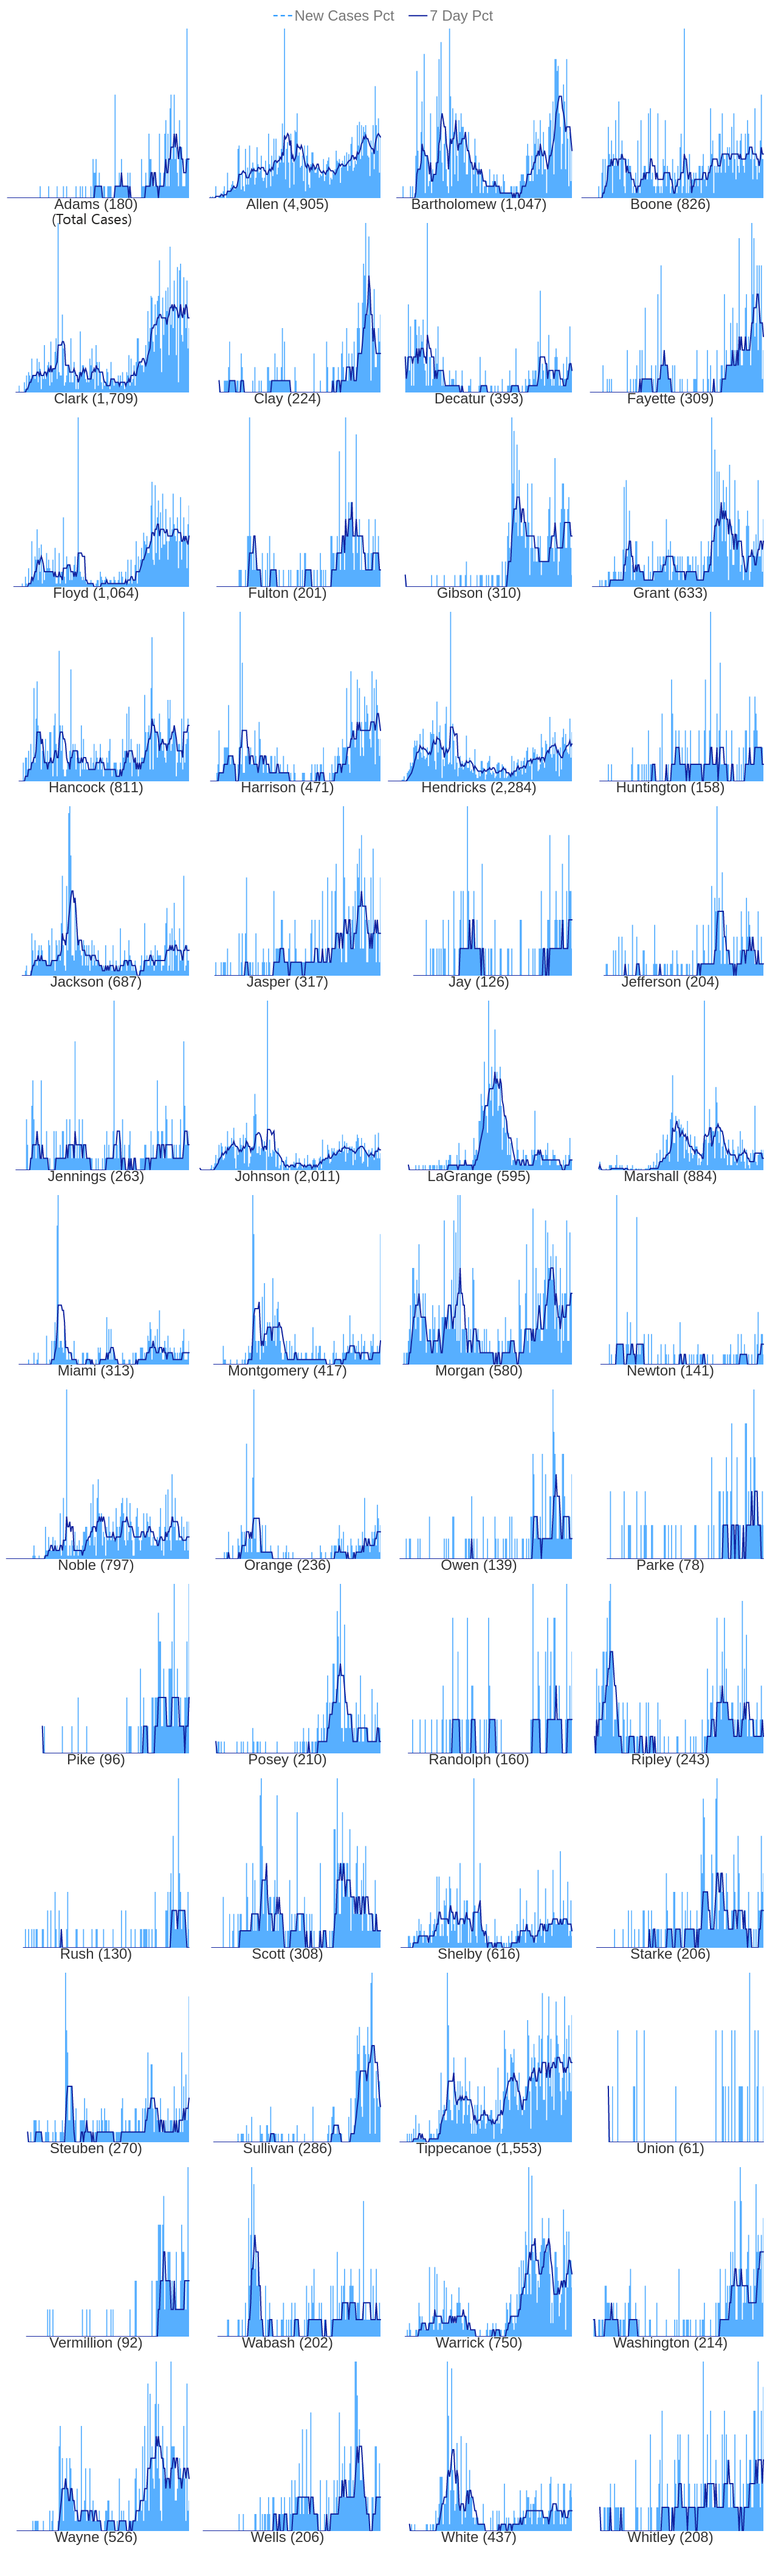 New Cases Pct 7 Day Pct
Adams (180) Allen (4,905) Bartholomew (1,047) Boone (826)
(Total Cases)
Clark (1,709) Clay (224) Decatur (393) Fayette (309)
Floyd (1,064) Fulton (201) Gibson (310) Grant (633)
Hancock (811) Harrison (471) Hendricks (2,284) Huntington (158)
Jackson (687) Jasper (317) Jay (126) Jefferson (204)
Jennings (263) Johnson (2,011) LaGrange (595) Marshall (884)
Miami (313) Montgomery (417) Morgan (580) Newton (141)
Noble (797) Orange (236) Owen (139) Parke (78)
Pike (96) Posey (210) Randolph (160) Ripley (243)
Rush (130) Scott (308) Shelby (616) Starke (206)
Steuben (270) Sullivan (286) Tippecanoe (1,553) Union (61)
Vermillion (92) Wabash (202) Warrick (750) Washington (214)
Wayne (526) Wells (206) White (437) Whitley (208)